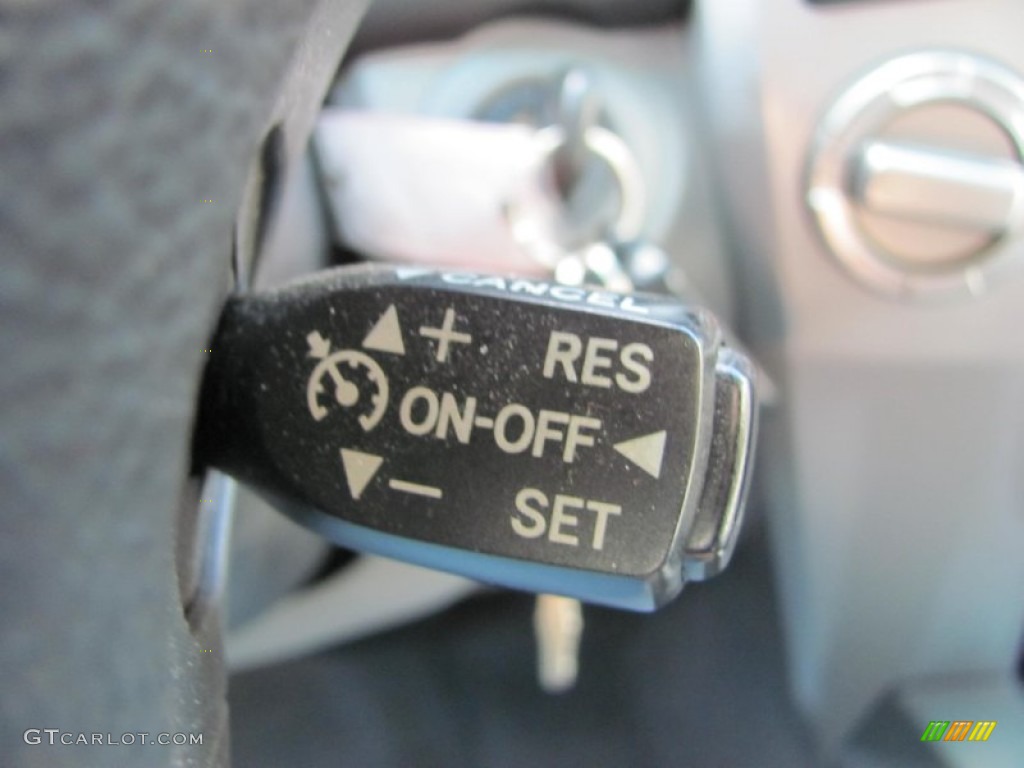 CANCEL
+ RES
ON-OFF
− SET
GTCARLOT.COM